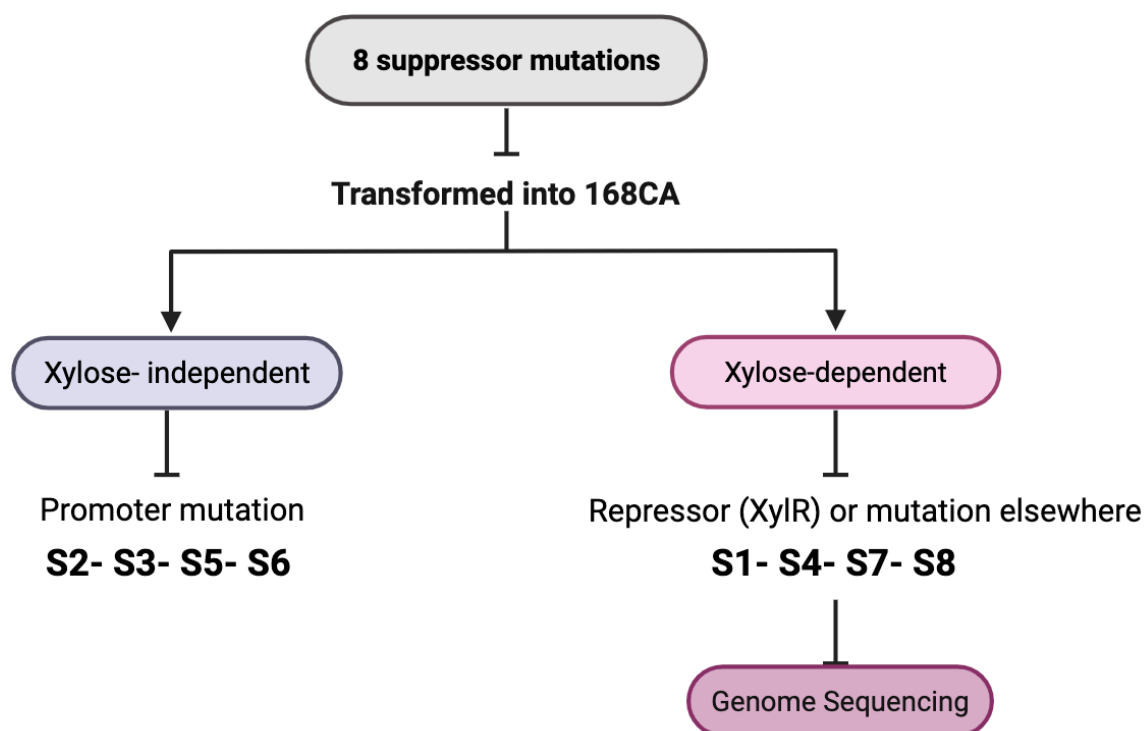 8 suppressor mutations
Transformed into 168CA
Xylose- independent
Xylose-dependent
Promoter mutation
S2- S3- S5- S6
Repressor (XylR) or mutation elsewhere
S1- S4- S7- S8
Genome Sequencing